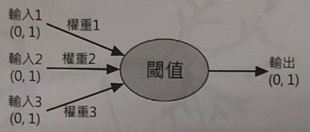 輸入1
(0, 1)
權重1
輸入2
(0, 1)
權重2
閾值
輸出
(0, 1)
輸入3
(0, 1)
權重3